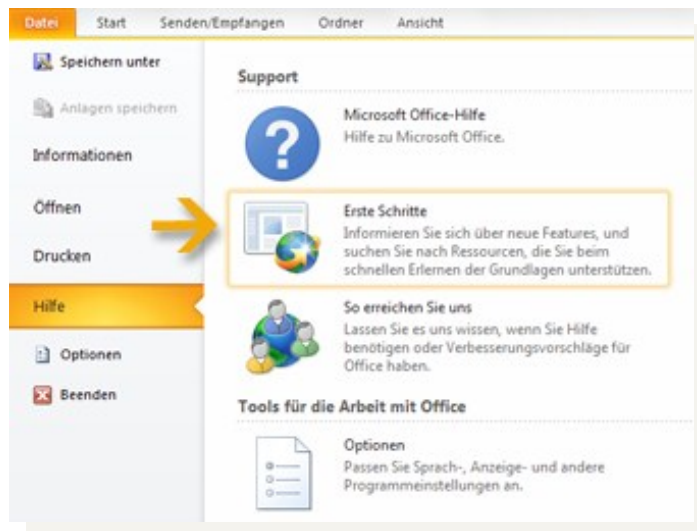 Datei Start Senden/Empfangen Ordner Ansicht
Speichern unter
Anlagen speichern
Informationen
Öffnen
Drucken
Hilfe
Optionen
Beenden
Support
Microsoft Office-Hilfe
Hilfe zu Microsoft Office.
Erste Schritte
Informieren Sie sich über neue Features, und
suchen Sie nach Ressourcen, die Sie beim
schnellen Erlernen der Grundlagen unterstützen.
So erreichen Sie uns
Lassen Sie es uns wissen, wenn Sie Hilfe
benötigen oder Verbesserungsvorschläge für
Office haben.
Tools für die Arbeit mit Office
Optionen
Passen Sie Sprach-, Anzeige- und andere
Programmeinstellungen an.